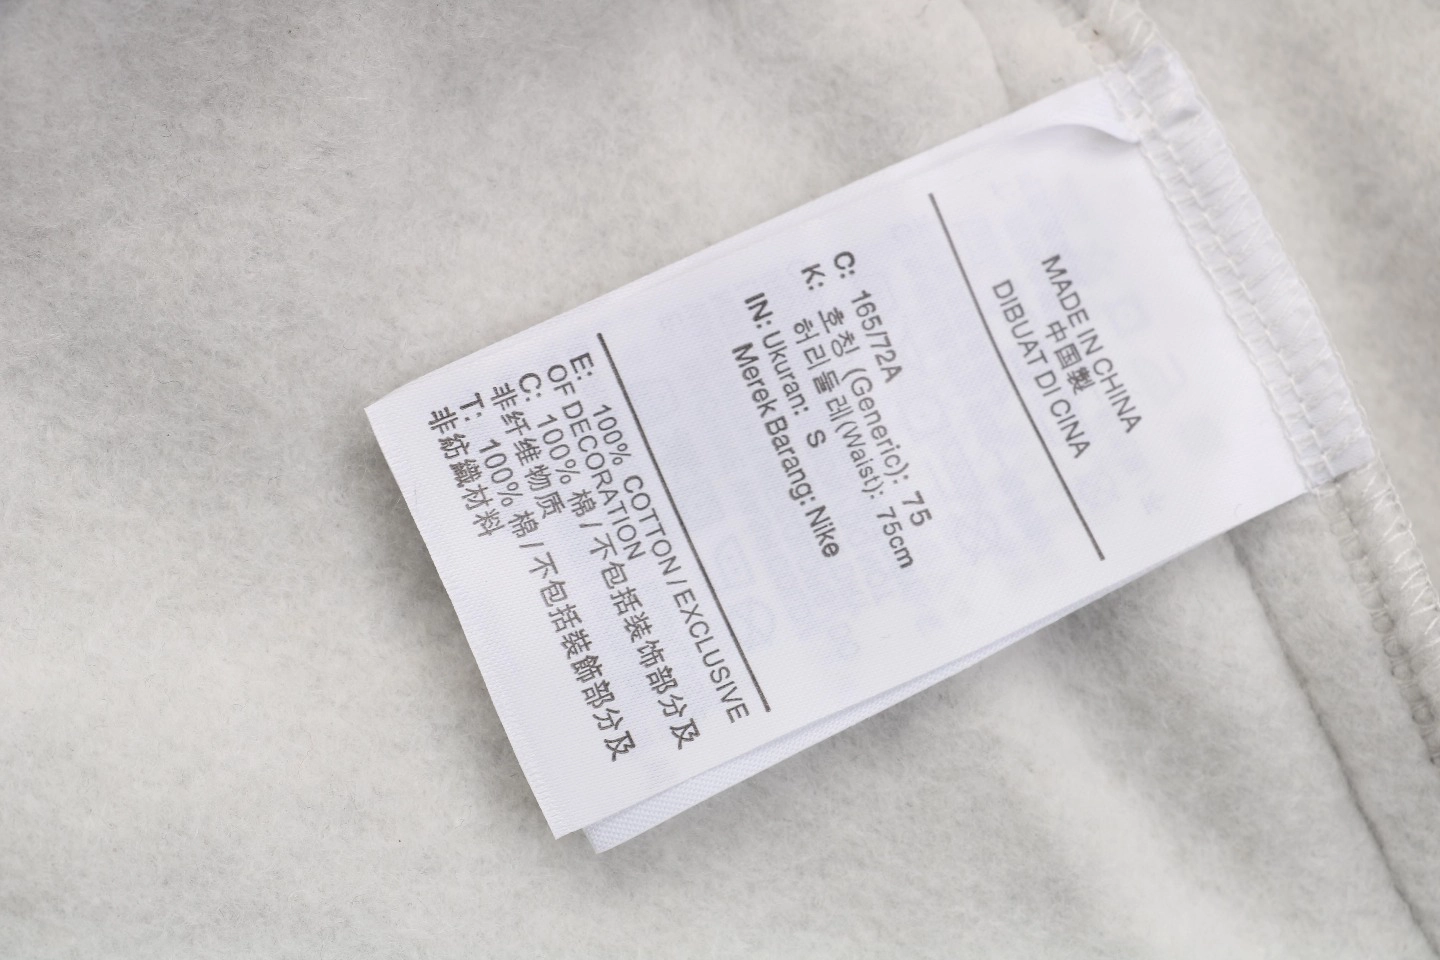 MADE IN CHINA
中国製
DIBUAT DI CINA
C: 165/72A
K: 호칭 (Generic): 75
허리둘레(Waist): 75cm
IN: Ukuran: S
Merek Barang: Nike
E: 100% COTTON / EXCLUSIVE
OF DECORATION
C: 100% 棉 / 不包括装饰部分及
非纤维物质
T: 100% 棉 / 不包括裝飾部分及
非紡織材料